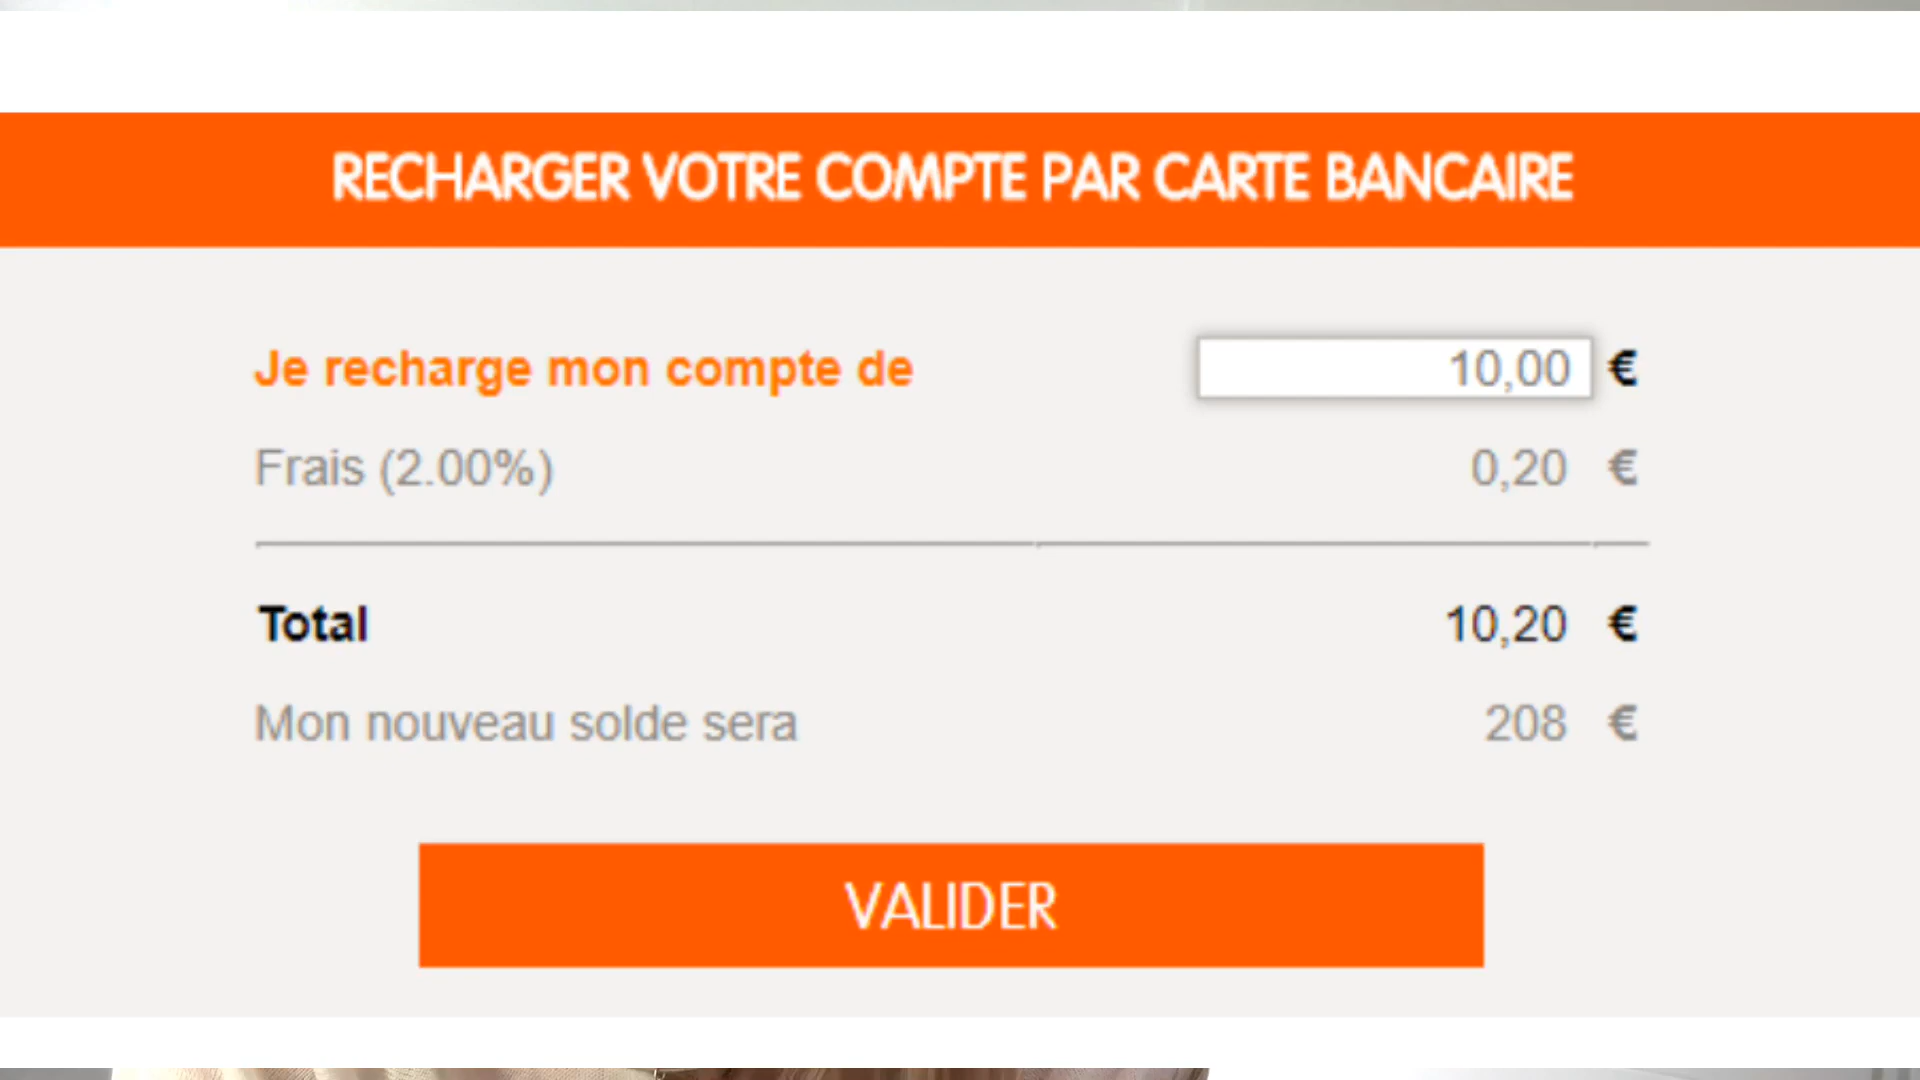 RECHARGER VOTRE COMPTE PAR CARTE BANCAIRE
Je recharge mon compte de 10,00 €
Frais (2.00%) 0,20 €
Total 10,20 €
Mon nouveau solde sera 208 €
VALIDER